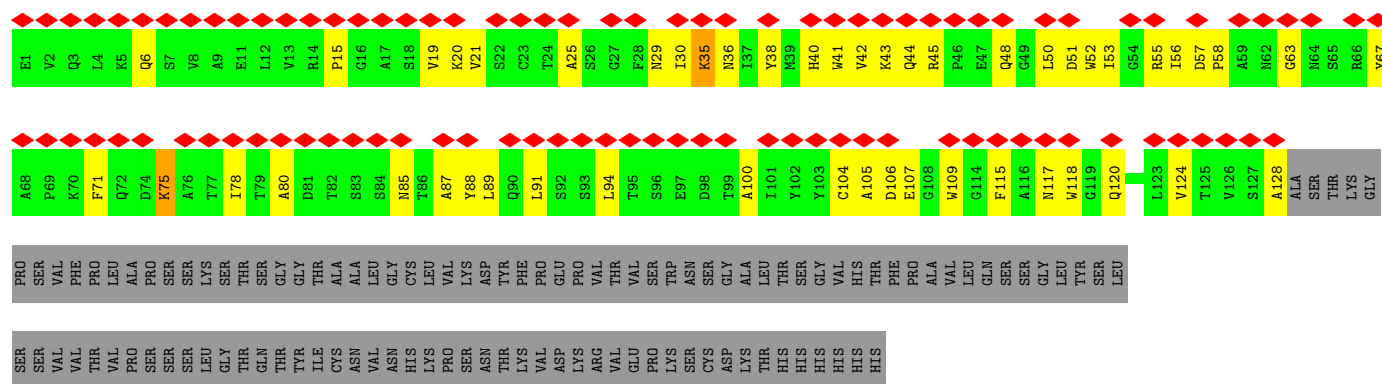 E1 V2 Q3 L4 K5 Q6 S7 V8 A9 E11 L12 V13 R14 P15 G16 A17 S18 V19 K20 V21 S22 C23 T24 A25 S26 G27 F28 N29 I30 K35 N36 I37 Y38 M39 H40 W41 V42 K43 Q44 R45 P46 E47 Q48 G49 L50 D51 W52 I53 G54 R55 I56 D57 P58 A59 N62 G63 N64 S65 R66 Y67
A68 P69 K70 F71 Q72 D74 K75 A76 T77 I78 T79 A80 D81 T82 S83 S84 N85 T86 A87 Y88 L89 Q90 L91 S92 S93 L94 T95 S96 E97 D98 T99 A100 I101 Y102 Y103 C104 A105 D106 E107 G108 W109 G114 F115 A116 N117 W118 G119 Q120 L123 V124 T125 V126 S127 A128 ALA SER THR LYS GLY
PRO SER VAL PHE PRO LEU ALA PRO SER SER LYS SER THR SER GLY GLY THR ALA ALA LEU GLY CYS LEU VAL LYS ASP TYR PHE PRO GLU PRO VAL THR VAL SER TRP ASN SER GLY ALA LEU THR SER GLY VAL HIS THR PHE PRO ALA VAL LEU GLN SER SER GLY LEU TYR SER LEU
SER SER VAL VAL THR VAL PRO SER SER SER LEU GLY THR GLN THR TYR ILE CYS ASN VAL ASN HIS LYS PRO SER ASN THR LYS VAL ASP LYS ARG VAL GLU PRO LYS SER CYS ASP LYS THR HIS HIS HIS HIS HIS HIS